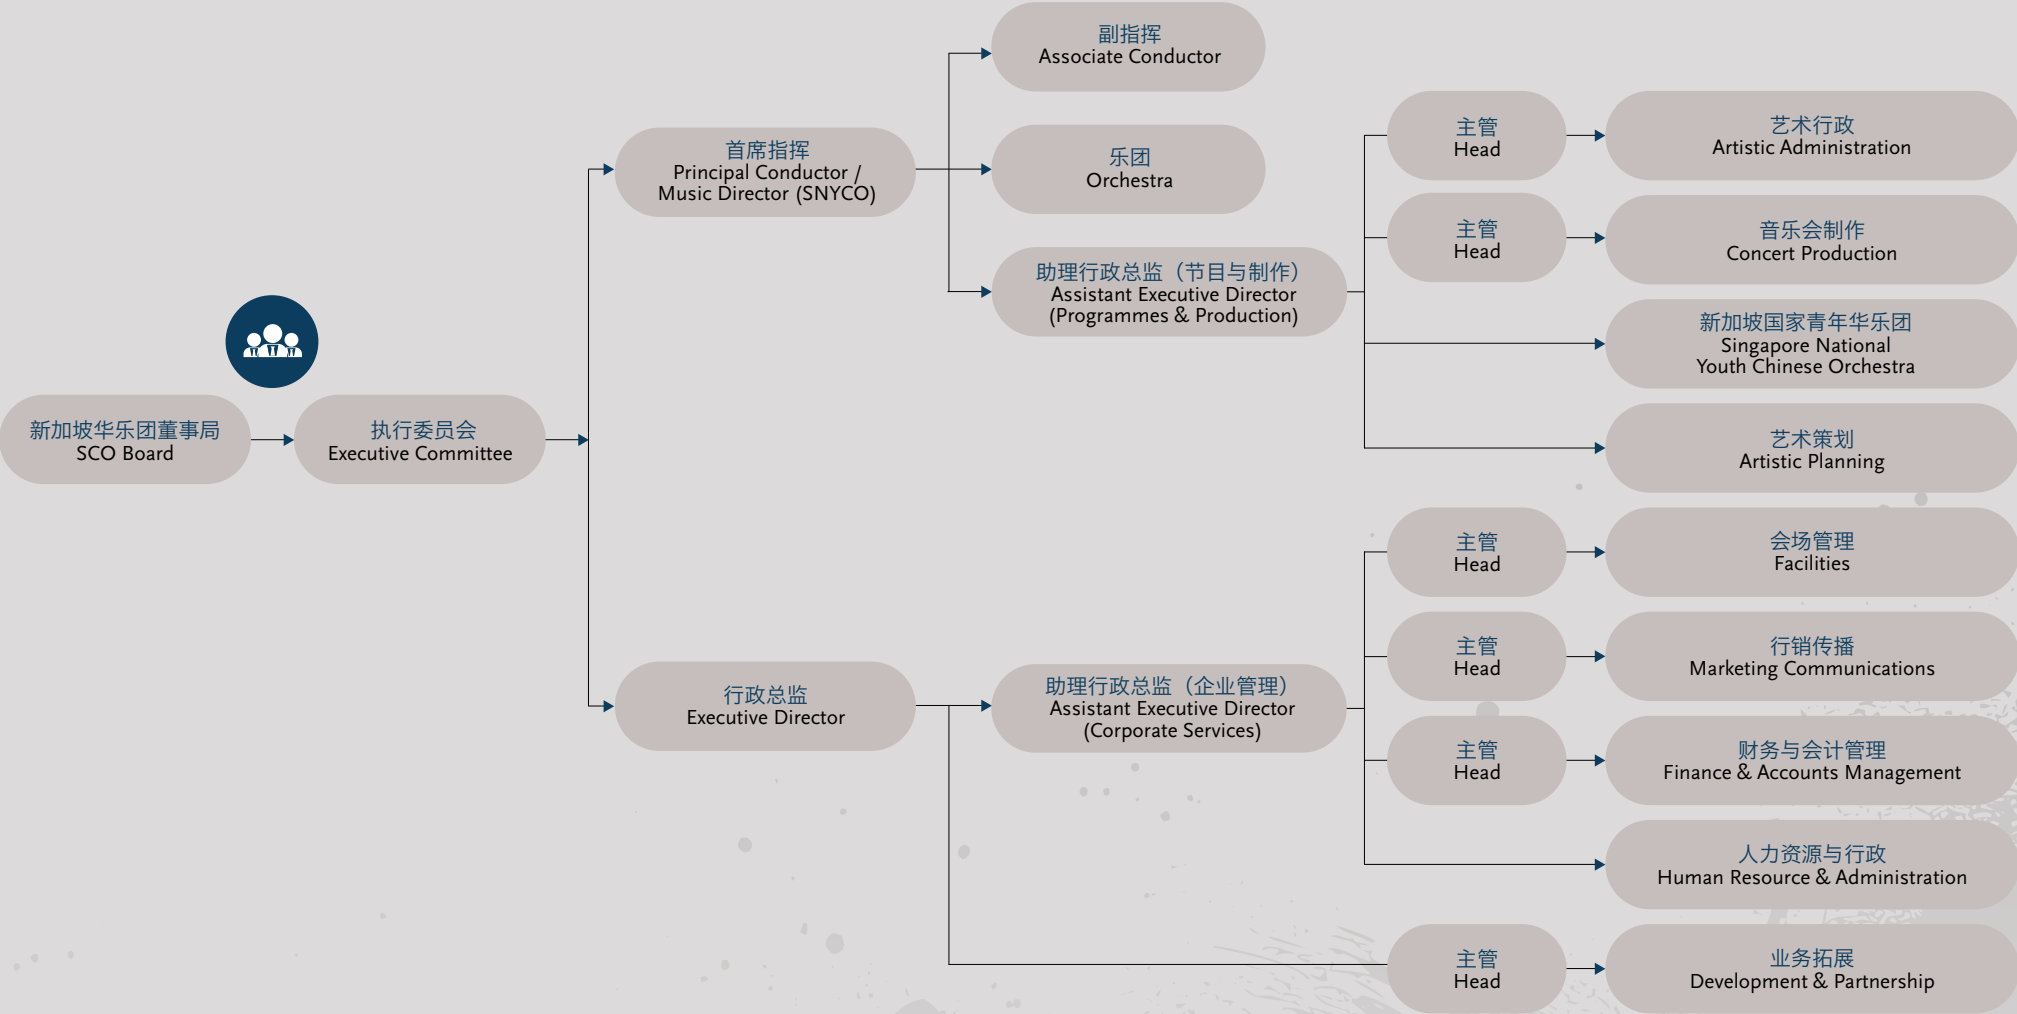 新加坡华乐团董事局
SCO Board
执行委员会
Executive Committee
首席指挥
Principal Conductor /
Music Director (SNYCO)
副指挥
Associate Conductor
乐团
Orchestra
助理行政总监（节目与制作）
Assistant Executive Director
(Programmes & Production)
主管
Head
艺术行政
Artistic Administration
主管
Head
音乐会制作
Concert Production
新加坡国家青年华乐团
Singapore National
Youth Chinese Orchestra
艺术策划
Artistic Planning
行政总监
Executive Director
助理行政总监（企业管理）
Assistant Executive Director
(Corporate Services)
主管
Head
会场管理
Facilities
主管
Head
行销传播
Marketing Communications
主管
Head
财务与会计管理
Finance & Accounts Management
人力资源与行政
Human Resource & Administration
主管
Head
业务拓展
Development & Partnership